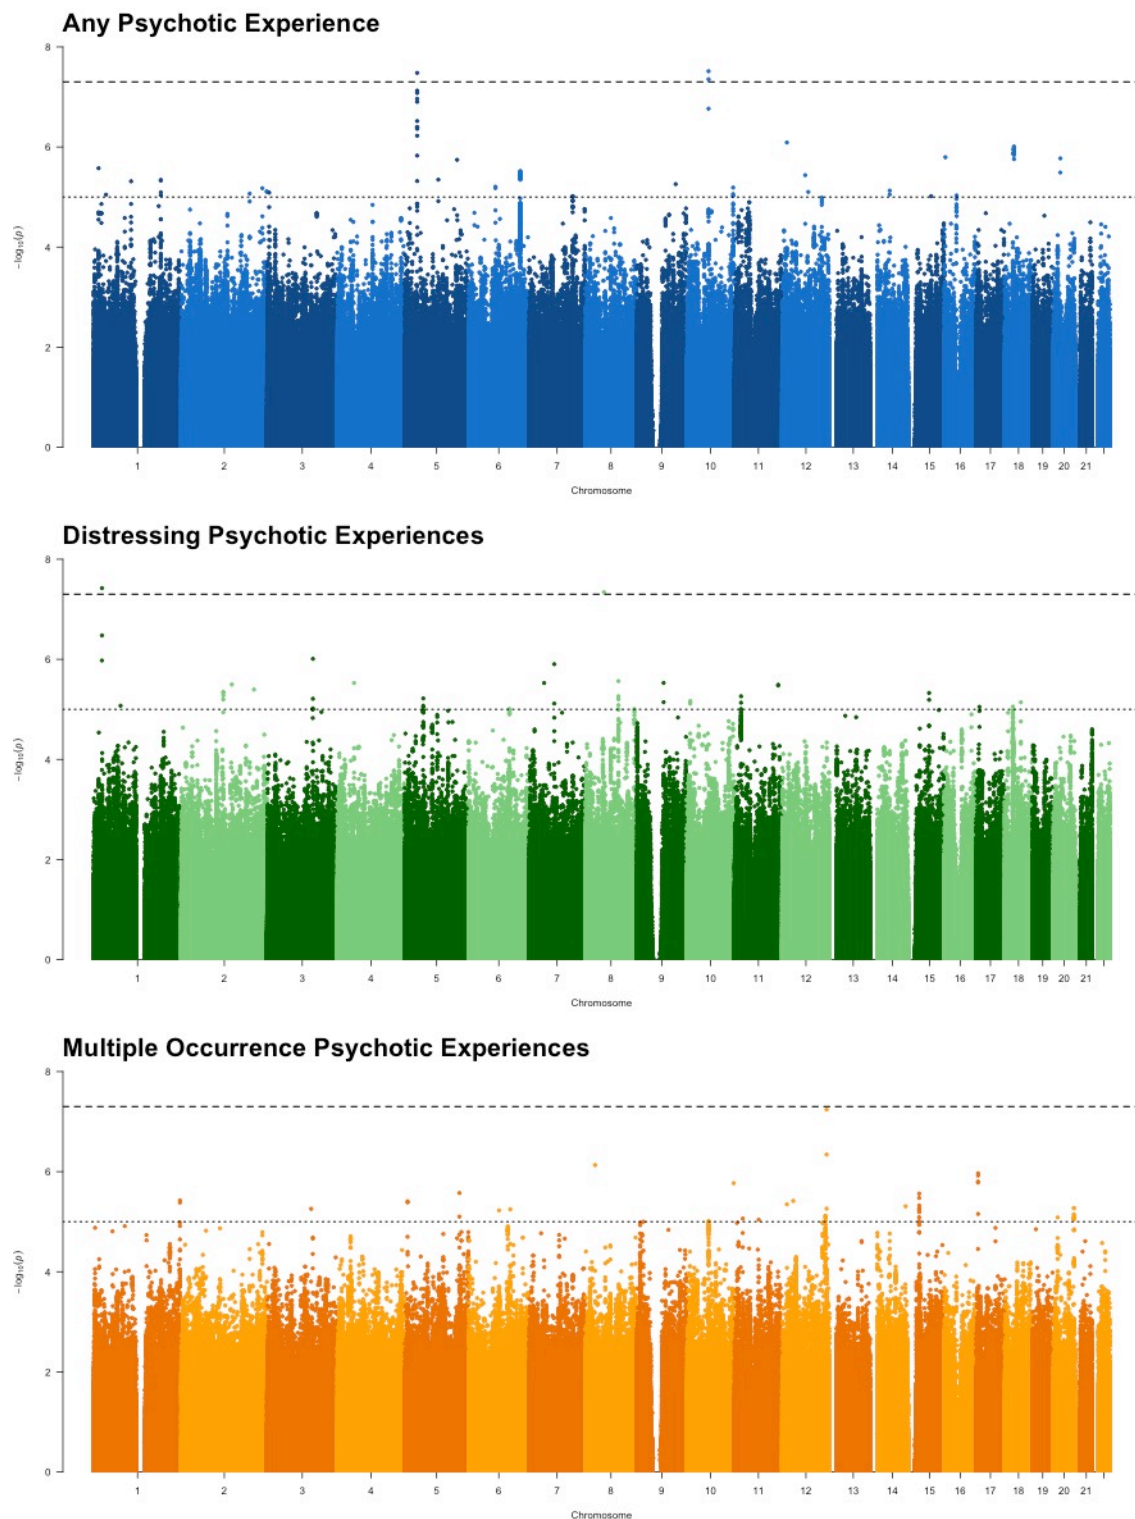 Any Psychotic Experience
8
6
4
2
0
−log10(p)
1 2 3 4 5 6 7 8 9 10 11 12 13 14 15 16 17 18 19 20 21
Chromosome
Distressing Psychotic Experiences
8
6
4
2
0
−log10(p)
1 2 3 4 5 6 7 8 9 10 11 12 13 14 15 16 17 18 19 20 21
Chromosome
Multiple Occurrence Psychotic Experiences
8
6
4
2
0
−log10(p)
1 2 3 4 5 6 7 8 9 10 11 12 13 14 15 16 17 18 19 20 21
Chromosome